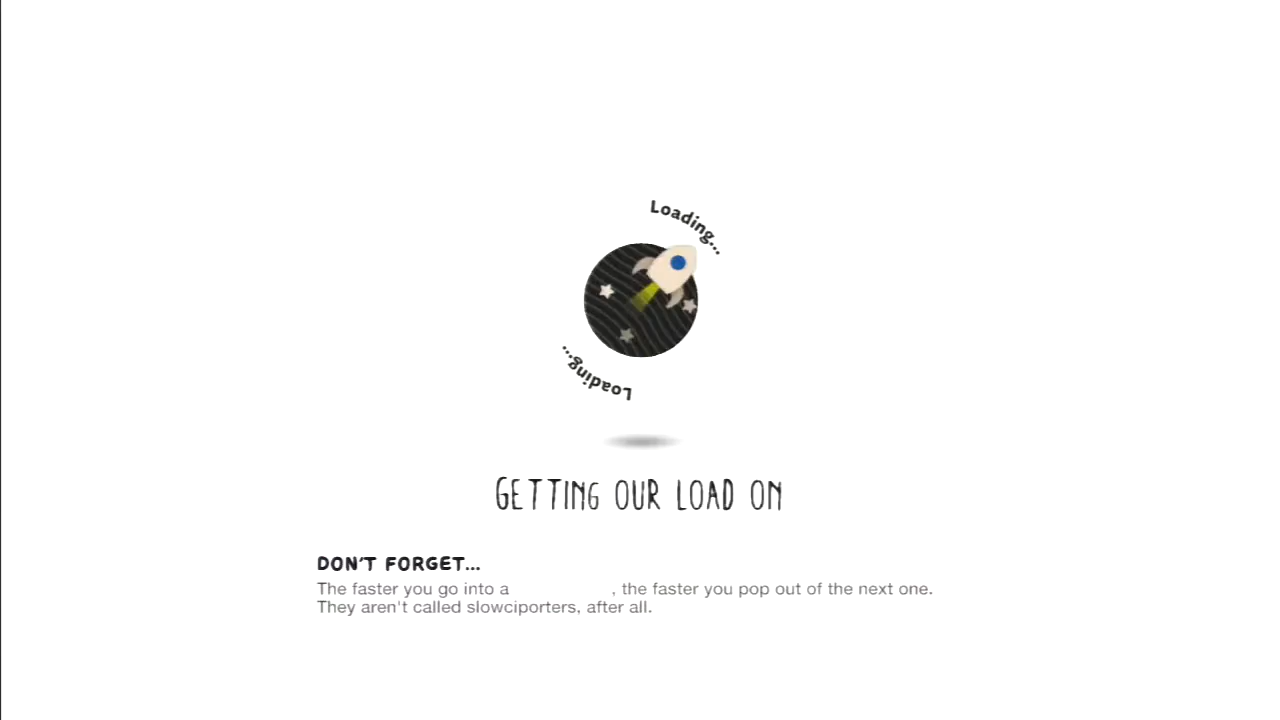 Loading...
Loading...
GETTING OUR LOAD ON
DON'T FORGET...
The faster you go into a , the faster you pop out of the next one.
They aren't called slowciporters, after all.